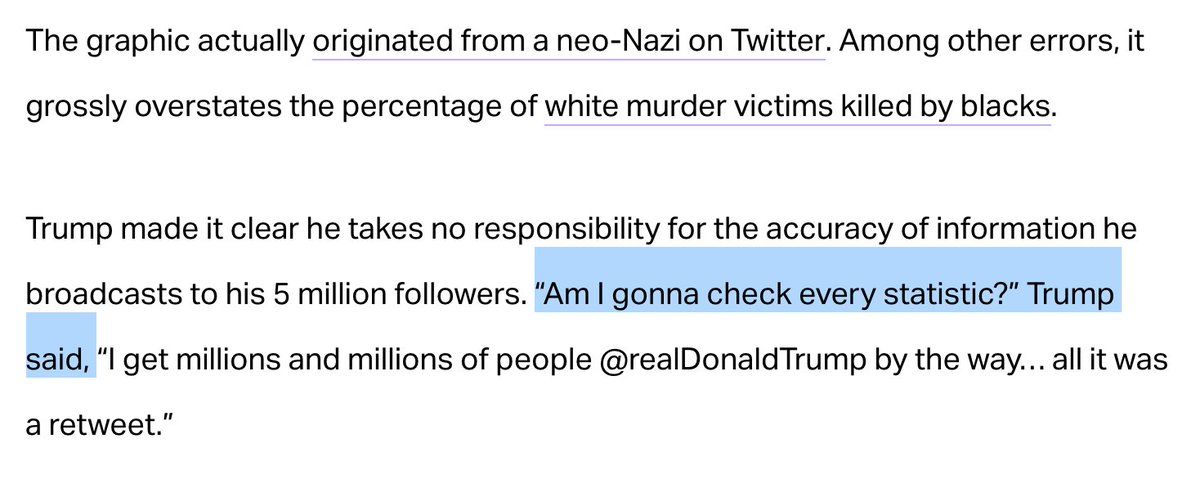 The graphic actually originated from a neo-Nazi on Twitter. Among other errors, it
grossly overstates the percentage of white murder victims killed by blacks.
Trump made it clear he takes no responsibility for the accuracy of information he
broadcasts to his 5 million followers. “Am I gonna check every statistic?” Trump
said, “I get millions and millions of people @realDonaldTrump by the way… all it was
a retweet.”